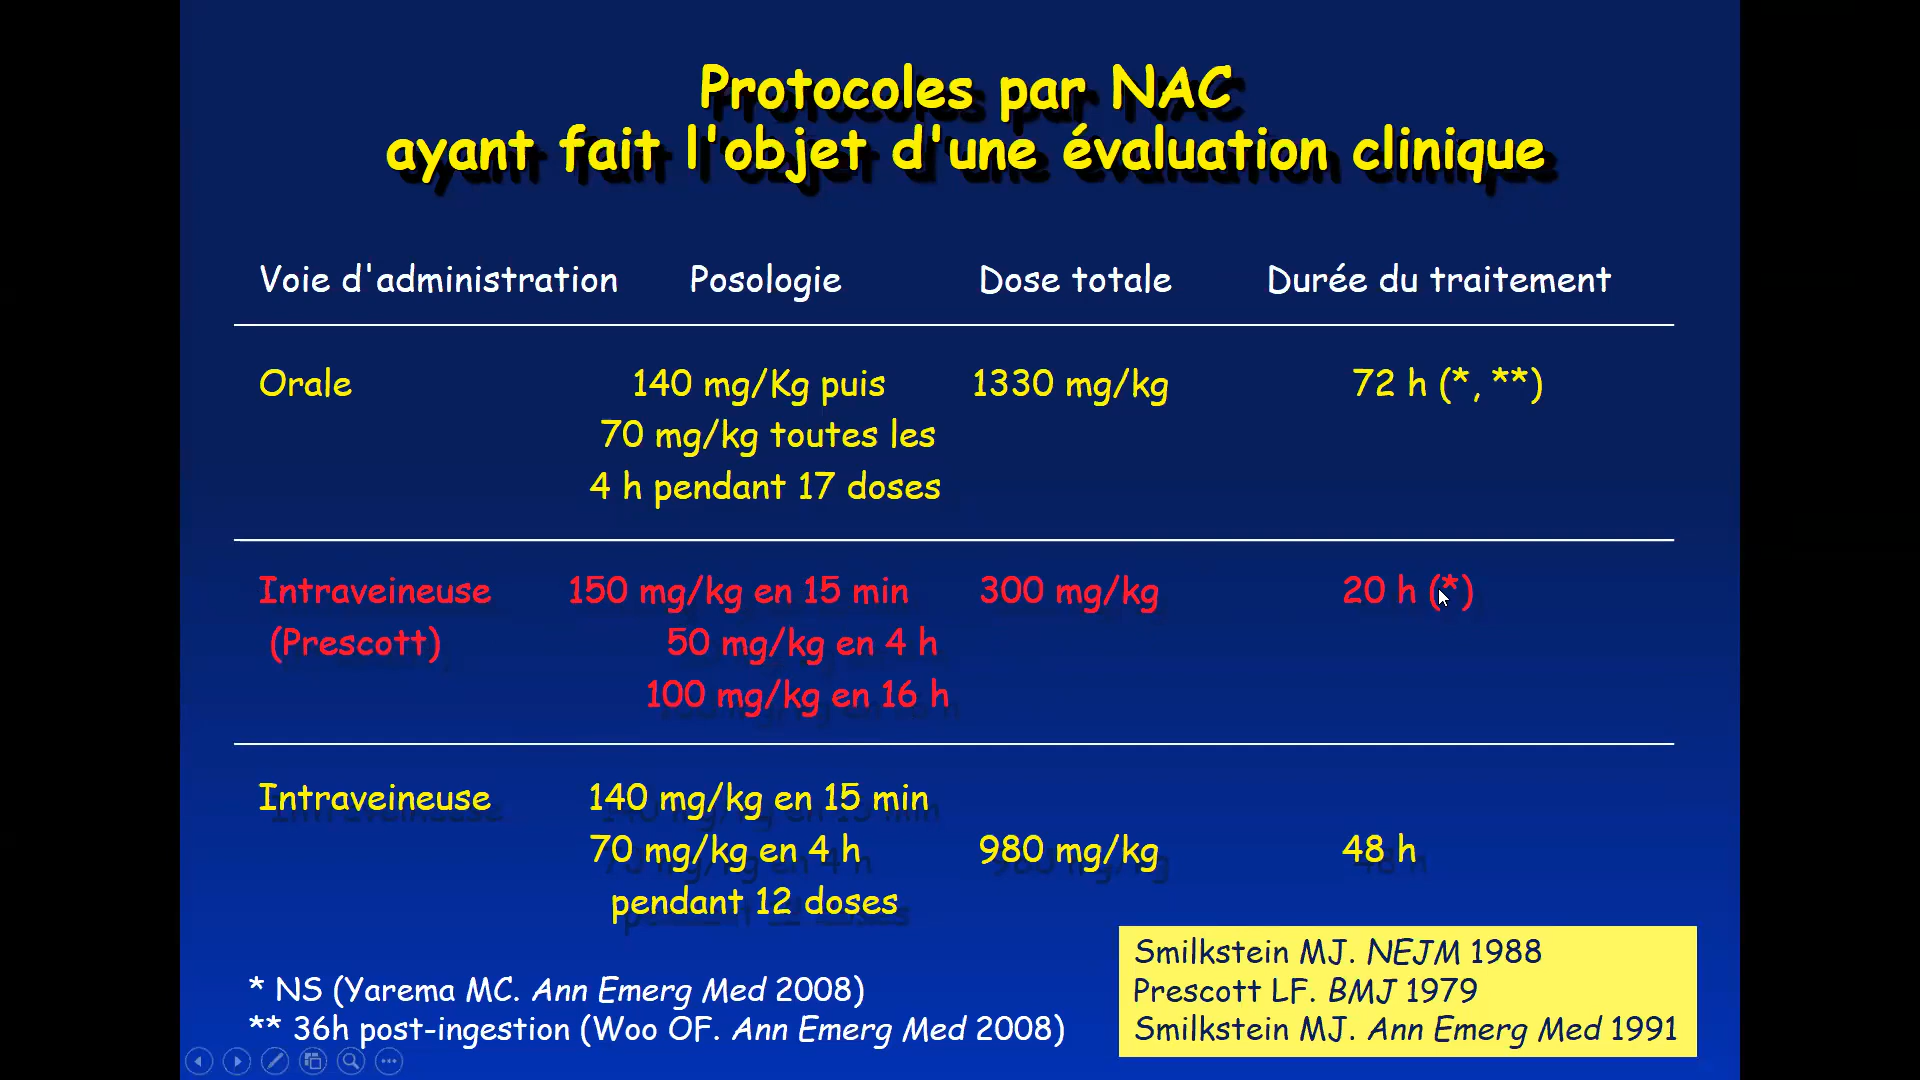 Protocoles par NAC
ayant fait l'objet d'une évaluation clinique
Voie d'administration Posologie Dose totale Durée du traitement
Orale 140 mg/Kg puis 1330 mg/kg 72 h (*, **)
70 mg/kg toutes les
4 h pendant 17 doses
Intraveineuse 150 mg/kg en 15 min 300 mg/kg 20 h (*)
(Prescott) 50 mg/kg en 4 h
100 mg/kg en 16 h
Intraveineuse 140 mg/kg en 15 min
70 mg/kg en 4 h 980 mg/kg 48 h
pendant 12 doses
* NS (Yarema MC. Ann Emerg Med 2008)
** 36h post-ingestion (Woo OF. Ann Emerg Med 2008)
Smilkstein MJ. NEJM 1988
Prescott LF. BMJ 1979
Smilkstein MJ. Ann Emerg Med 1991